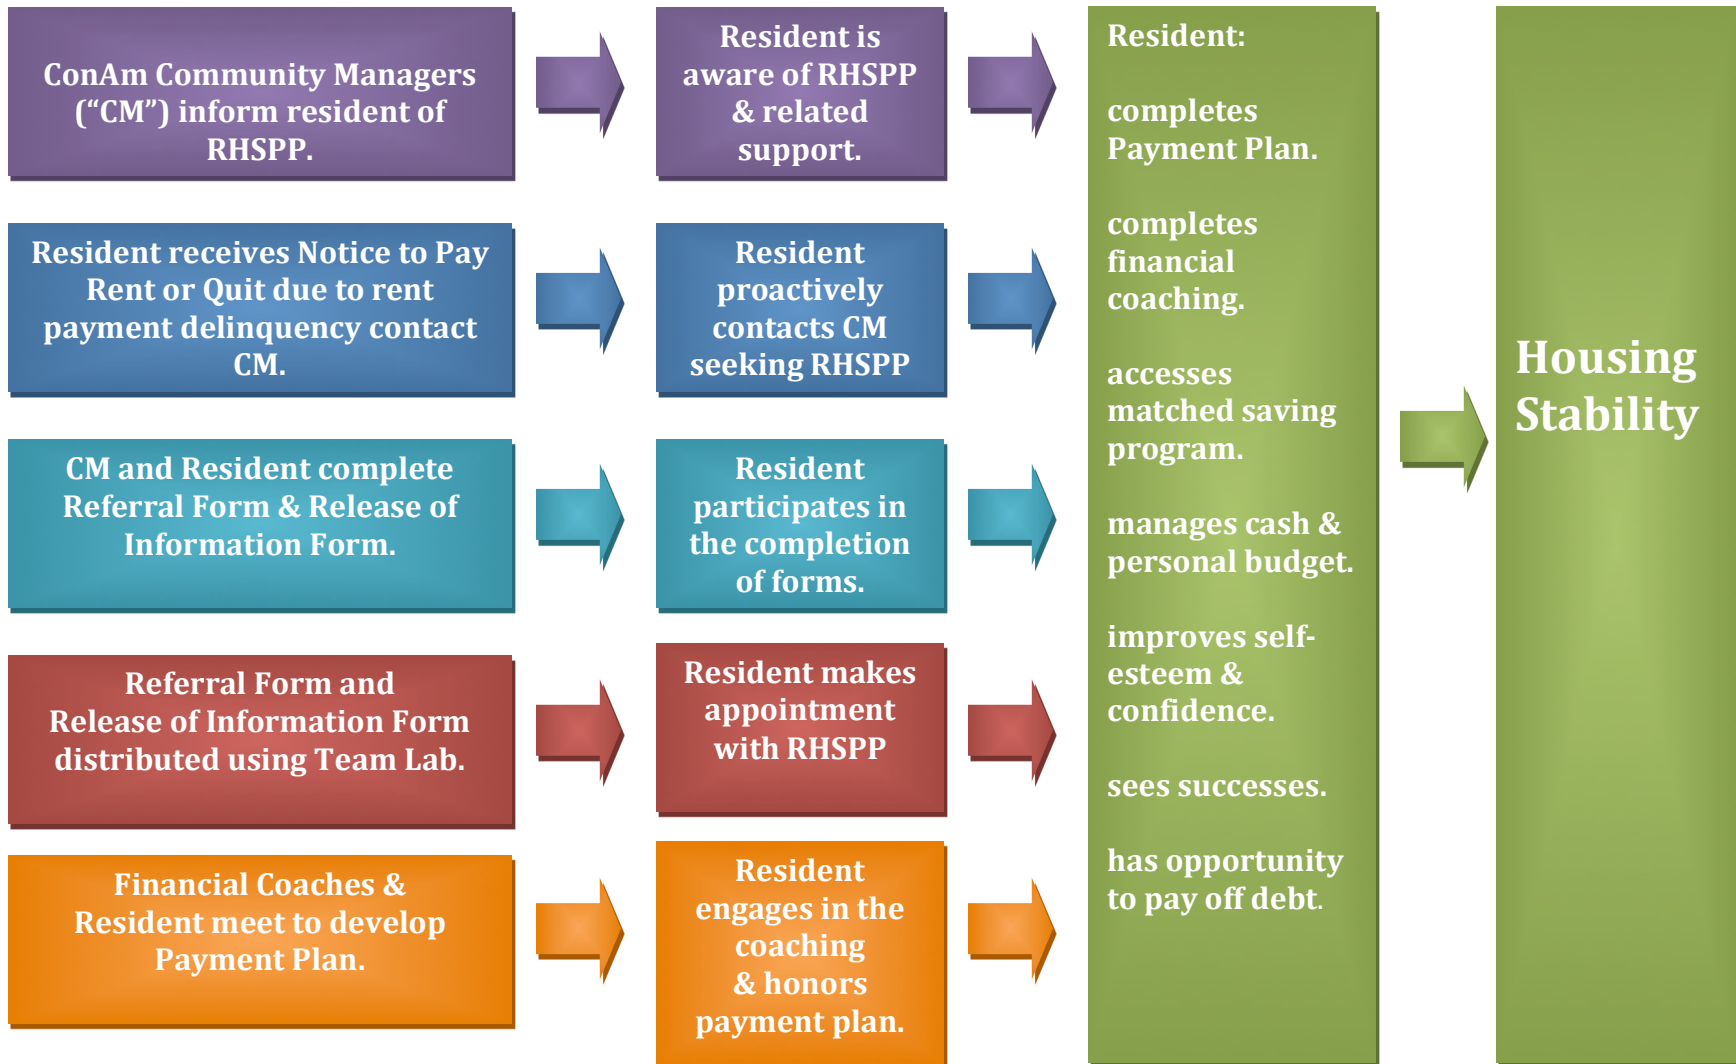 ConAm Community Managers
(“CM”) inform resident of
RHSPP.
Resident is
aware of RHSPP
& related
support.
Resident receives Notice to Pay
Rent or Quit due to rent
payment delinquency contact
CM.
Resident
proactively
contacts CM
seeking RHSPP
CM and Resident complete
Referral Form & Release of
Information Form.
Resident
participates in
the completion
of forms.
Referral Form and
Release of Information Form
distributed using Team Lab.
Resident makes
appointment
with RHSPP
Financial Coaches &
Resident meet to develop
Payment Plan.
Resident
engages in the
coaching
& honors
payment plan.
Resident:
completes
Payment Plan.
completes
financial
coaching.
accesses
matched saving
program.
manages cash &
personal budget.
improves self-
esteem &
confidence.
sees successes.
has opportunity
to pay off debt.
Housing
Stability